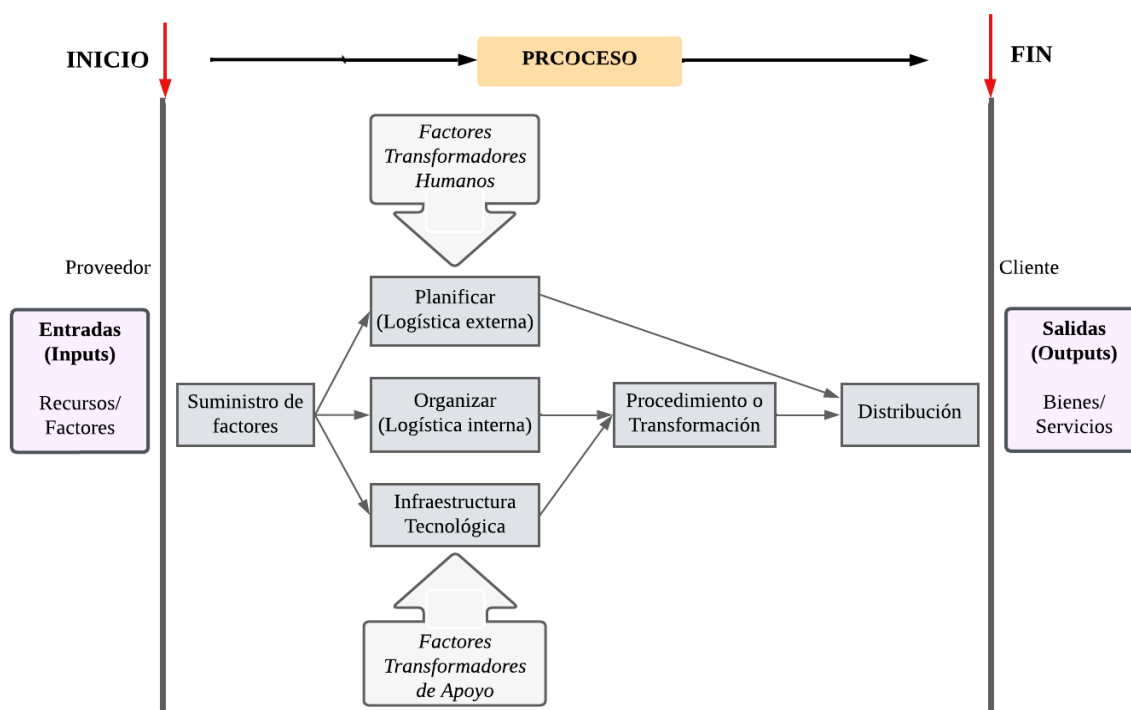 INICIO
PRCOCESO
FIN
Factores
Transformadores
Humanos
Proveedor
Cliente
Entradas
(Inputs)
Recursos/
Factores
Suministro de
factores
Planificar
(Logística externa)
Organizar
(Logística interna)
Infraestructura
Tecnológica
Procedimiento o
Transformación
Distribución
Salidas
(Outputs)
Bienes/
Servicios
Factores
Transformadores
de Apoyo